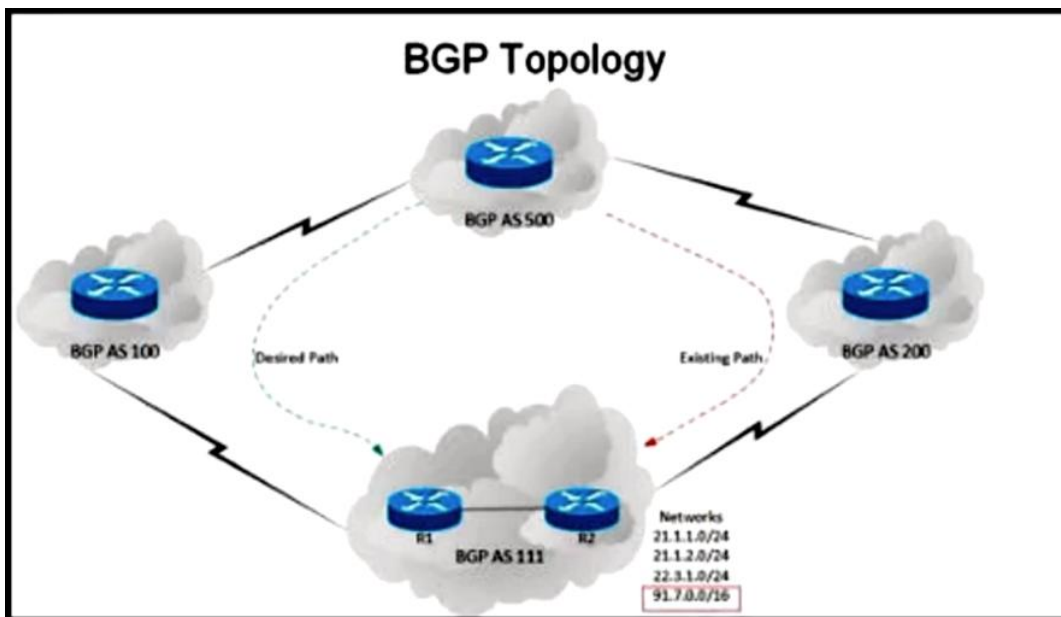 BGP Topology
BGP AS 500
BGP AS 100
BGP AS 200
Desired Path
Existing Path
R1
R2
BGP AS 111
Networks
21.1.1.0/24
21.1.2.0/24
22.3.1.0/24
91.7.0.0/16